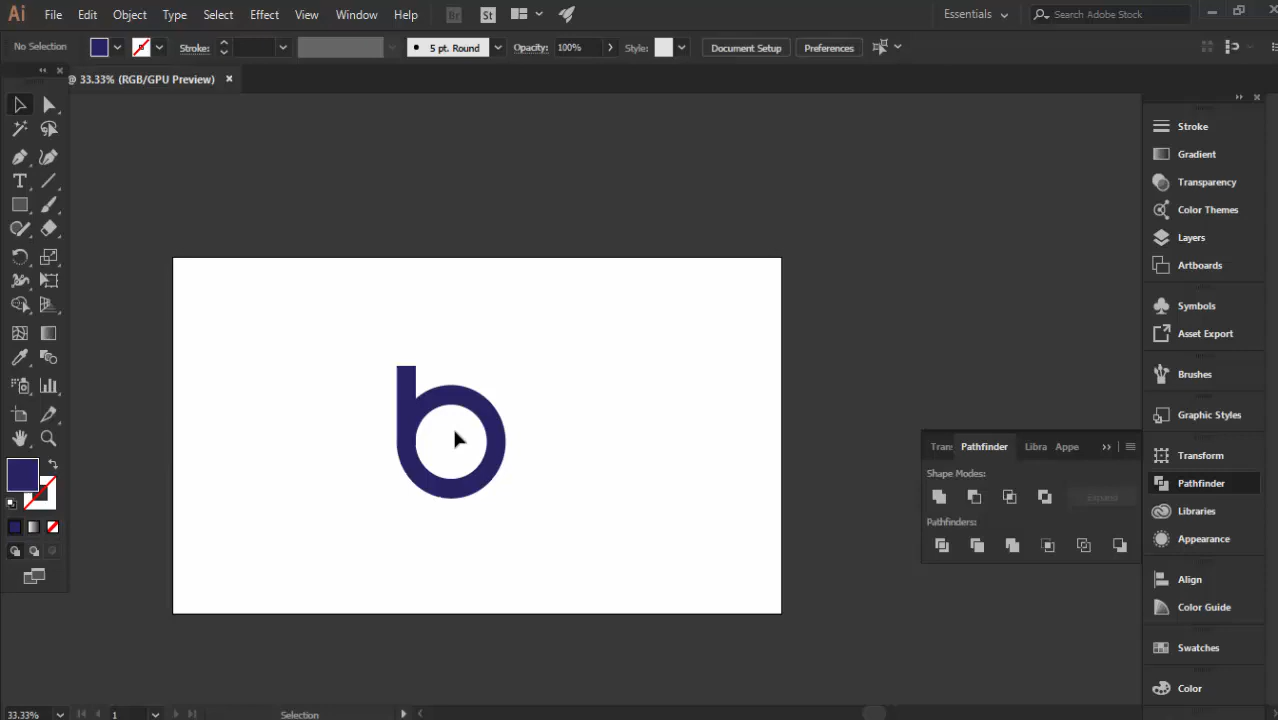 Ai File Edit Object Type Select Effect View Window Help Br St Essentials Search Adobe Stock
No Selection Stroke: 5 pt. Round Opacity: 100% Style: Document Setup Preferences
@ 33.33% (RGB/GPU Preview)
b
Stroke
Gradient
Transparency
Color Themes
Layers
Artboards
Symbols
Asset Export
Brushes
Graphic Styles
Tran Pathfinder Libra Appe
Shape Modes:
Expand
Pathfinders:
Transform
Pathfinder
Libraries
Appearance
Align
Color Guide
Swatches
Color
33.33% 1 Selection